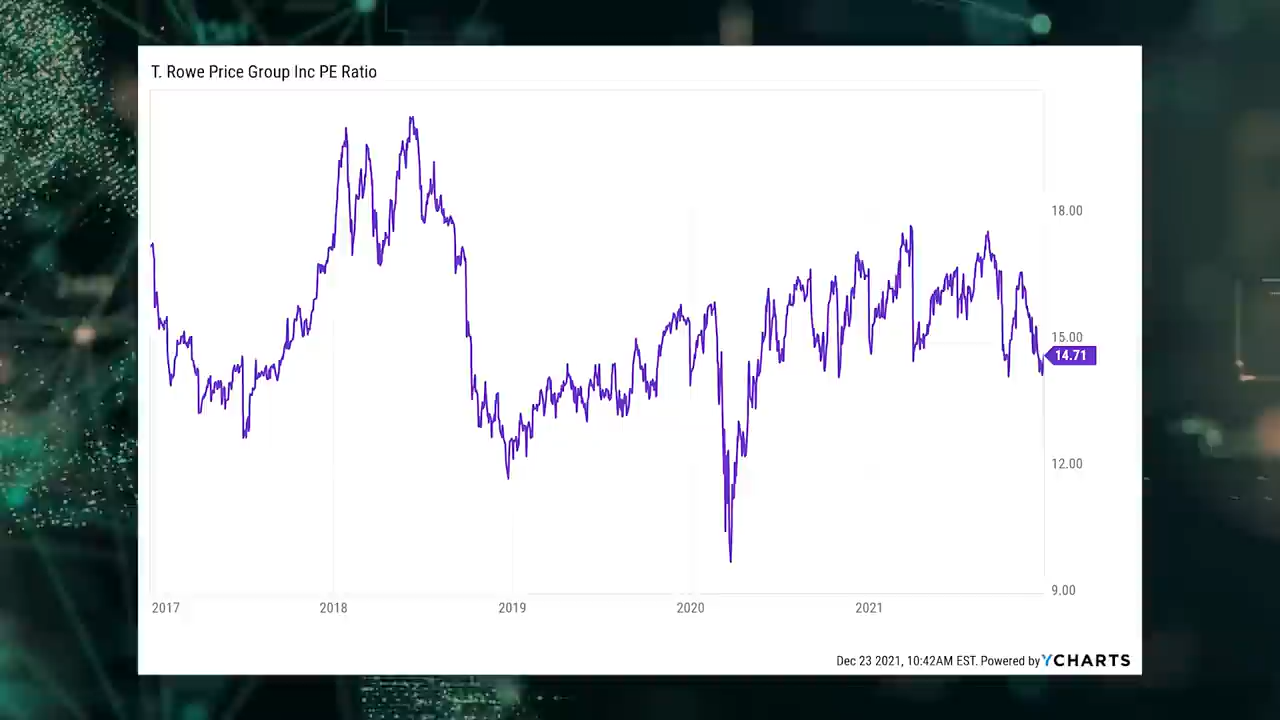 T. Rowe Price Group Inc PE Ratio
18.00
15.00
14.71
12.00
9.00
2017 2018 2019 2020 2021
Dec 23 2021, 10:42AM EST. Powered by YCHARTS